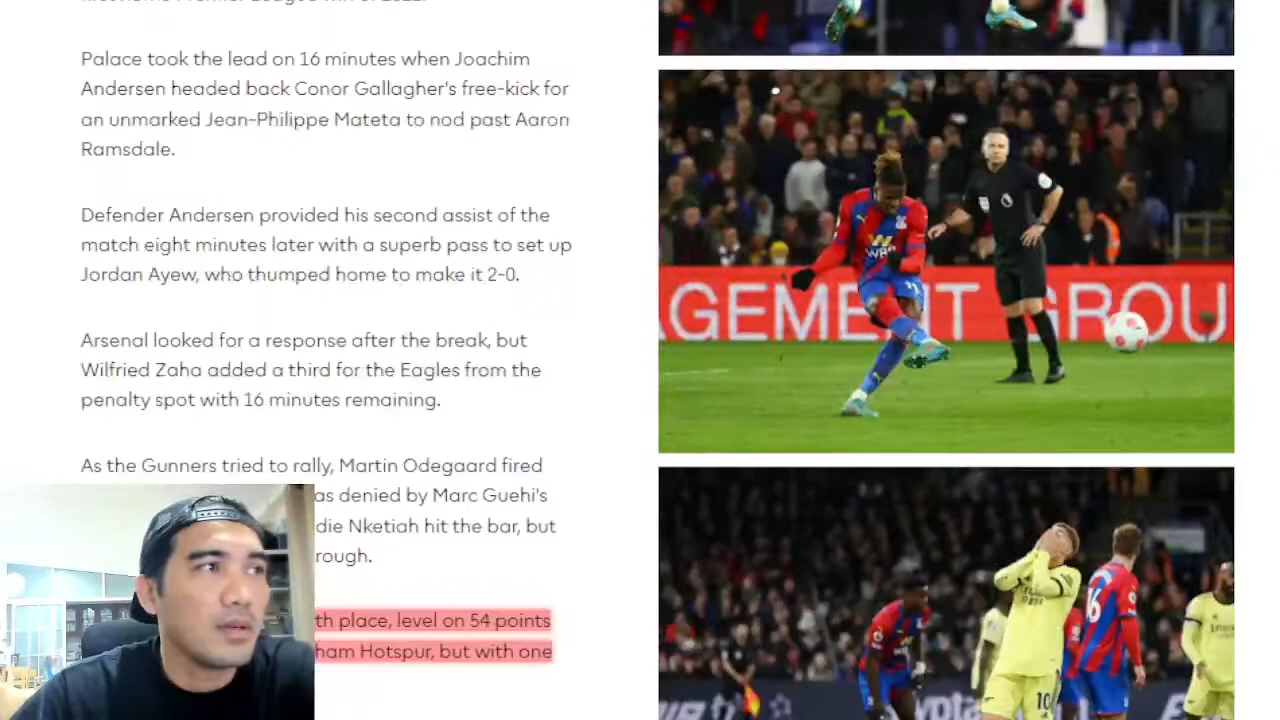 Palace took the lead on 16 minutes when Joachim
Andersen headed back Conor Gallagher's free-kick for
an unmarked Jean-Philippe Mateta to nod past Aaron
Ramsdale.
Defender Andersen provided his second assist of the
match eight minutes later with a superb pass to set up
Jordan Ayew, who thumped home to make it 2-0.
Arsenal looked for a response after the break, but
Wilfried Zaha added a third for the Eagles from the
penalty spot with 16 minutes remaining.
As the Gunners tried to rally, Martin Odegaard fired
as denied by Marc Guehi's
die Nketiah hit the bar, but
rough.
th place, level on 54 points
ham Hotspur, but with one
AGEMENT GROU
16
10